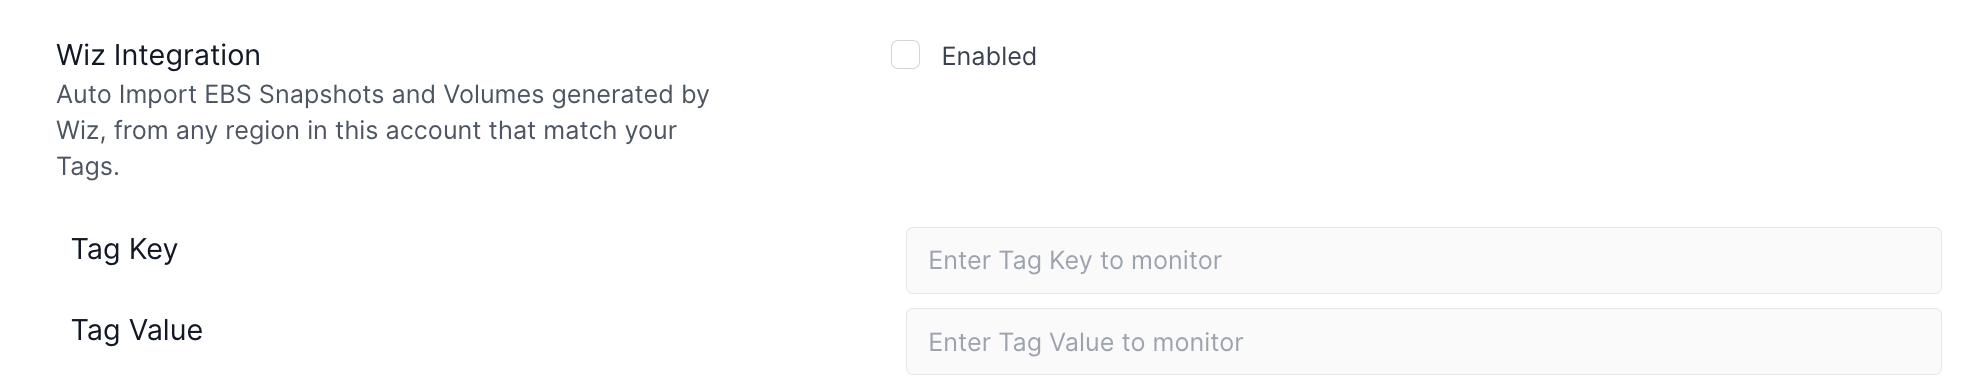 Wiz Integration
Enabled
Auto Import EBS Snapshots and Volumes generated by
Wiz, from any region in this account that match your
Tags.
Tag Key
Enter Tag Key to monitor
Tag Value
Enter Tag Value to monitor